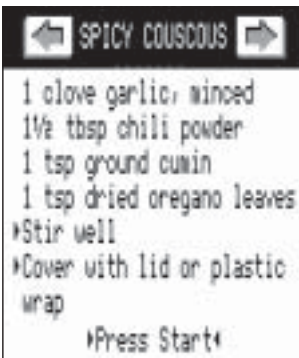 SPICY COUSCOUS
1 clove garlic, minced
1½ tbsp chili powder
1 tsp ground cumin
1 tsp dried oregano leaves
▸Stir well
▸Cover with lid or plastic
wrap
▸Press Start◂